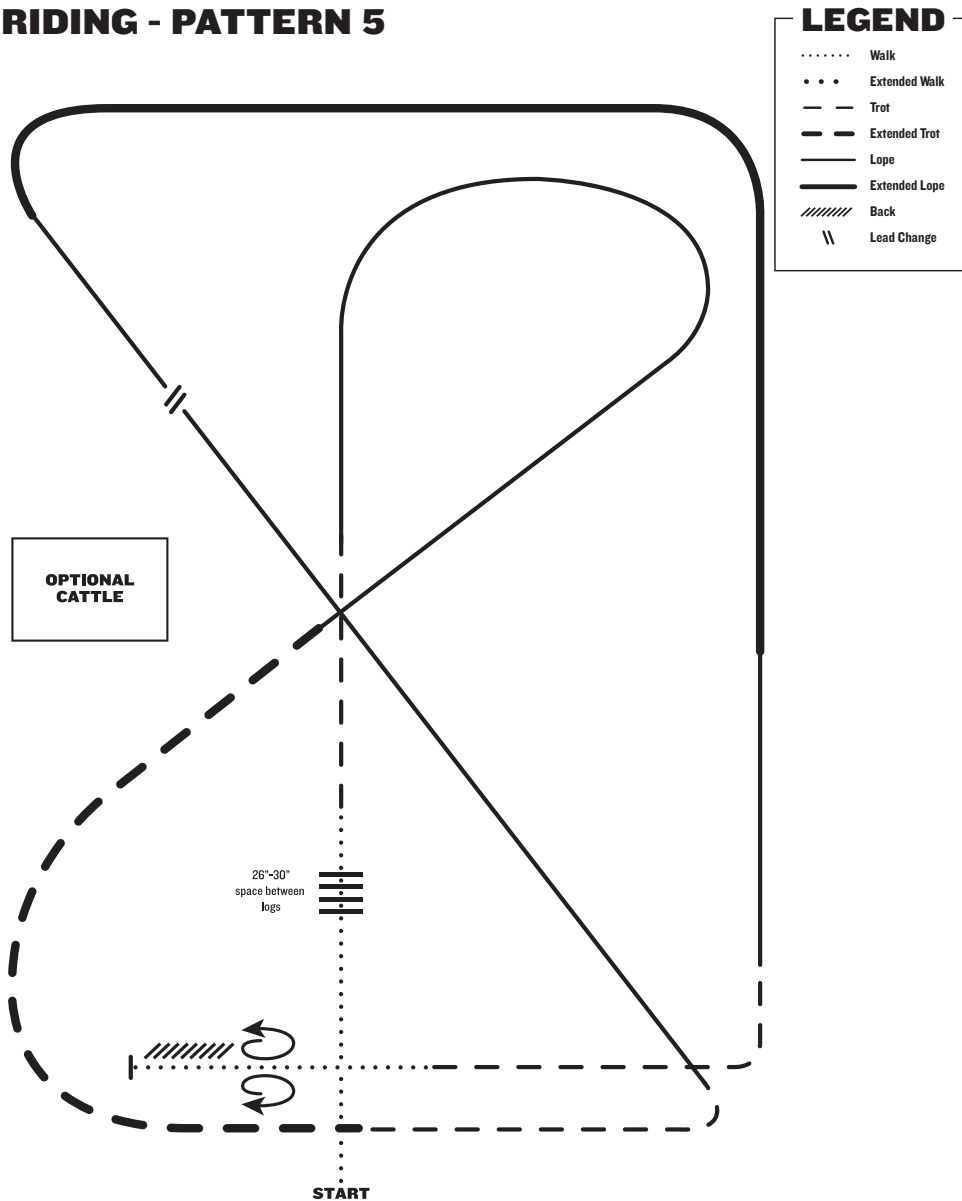 RIDING - PATTERN 5
LEGEND
Walk
Extended Walk
Trot
Extended Trot
Lope
Extended Lope
Back
Lead Change
OPTIONAL
CATTLE
26"-30"
space between
logs
START